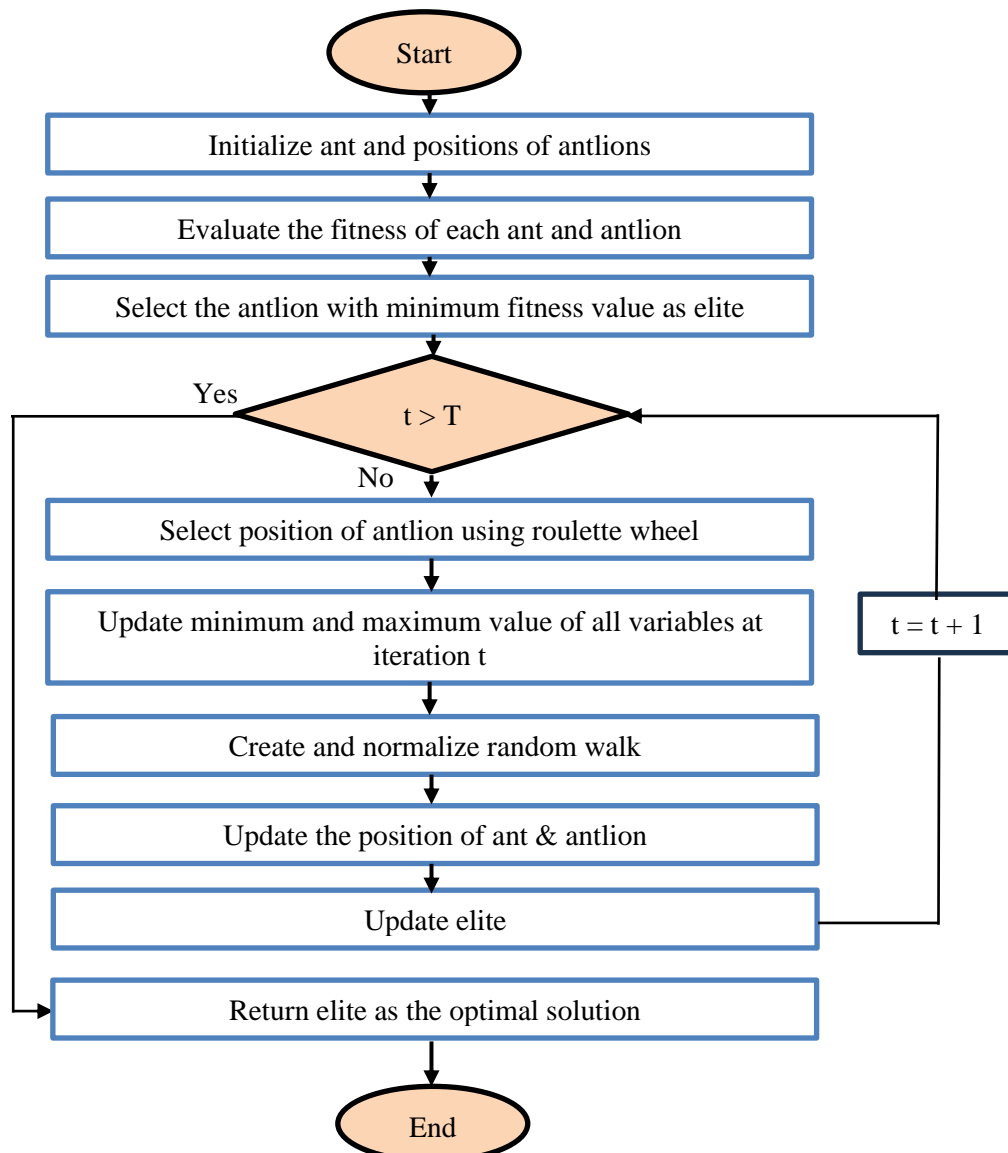 Start
Initialize ant and positions of antlions
Evaluate the fitness of each ant and antlion
Select the antlion with minimum fitness value as elite
Yes
t > T
No
Select position of antlion using roulette wheel
Update minimum and maximum value of all variables at
iteration t
t = t + 1
Create and normalize random walk
Update the position of ant & antlion
Update elite
Return elite as the optimal solution
End